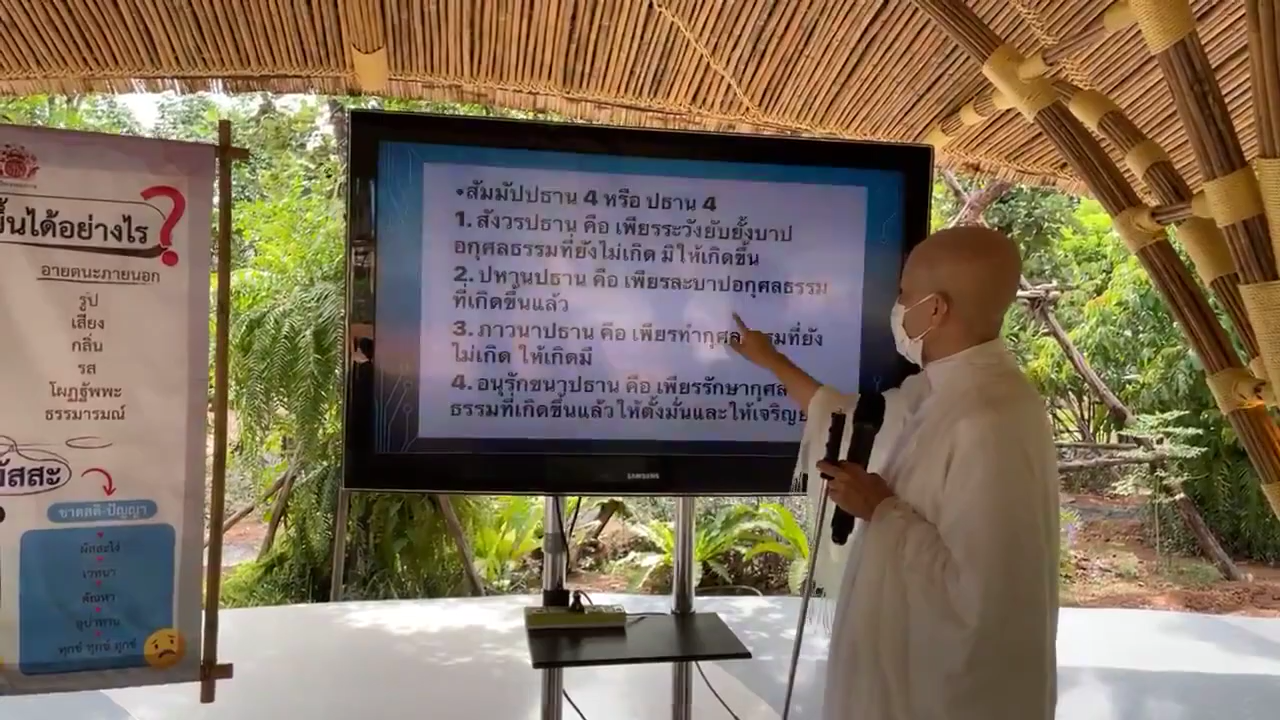 ขึ้นได้อย่างไร?
อายตนะภายนอก
รูป
เสียง
กลิ่น
รส
โผฏฐัพพะ
ธรรมารมณ์
ผัสสะ
ขาดสติ-ปัญญา
เวทนา
ตัณหา
อุปาทาน
ทุกข์ ทุกข์ ทุกข์
•สัมมัปปธาน 4 หรือ ปธาน 4
1. สังวรปธาน คือ เพียรระวังยับยั้งบาป
อกุศลธรรมที่ยังไม่เกิด มิให้เกิดขึ้น
2. ปหานปธาน คือ เพียรละบาปอกุศลธรรม
ที่เกิดขึ้นแล้ว
3. ภาวนาปธาน คือ เพียรทำกุศลธรรมที่ยัง
ไม่เกิด ให้เกิดมี
4. อนุรักขนาปธาน คือ เพียรรักษากุศล
ธรรมที่เกิดขึ้นแล้วให้ตั้งมั่นและให้เจริญ
SAMSUNG